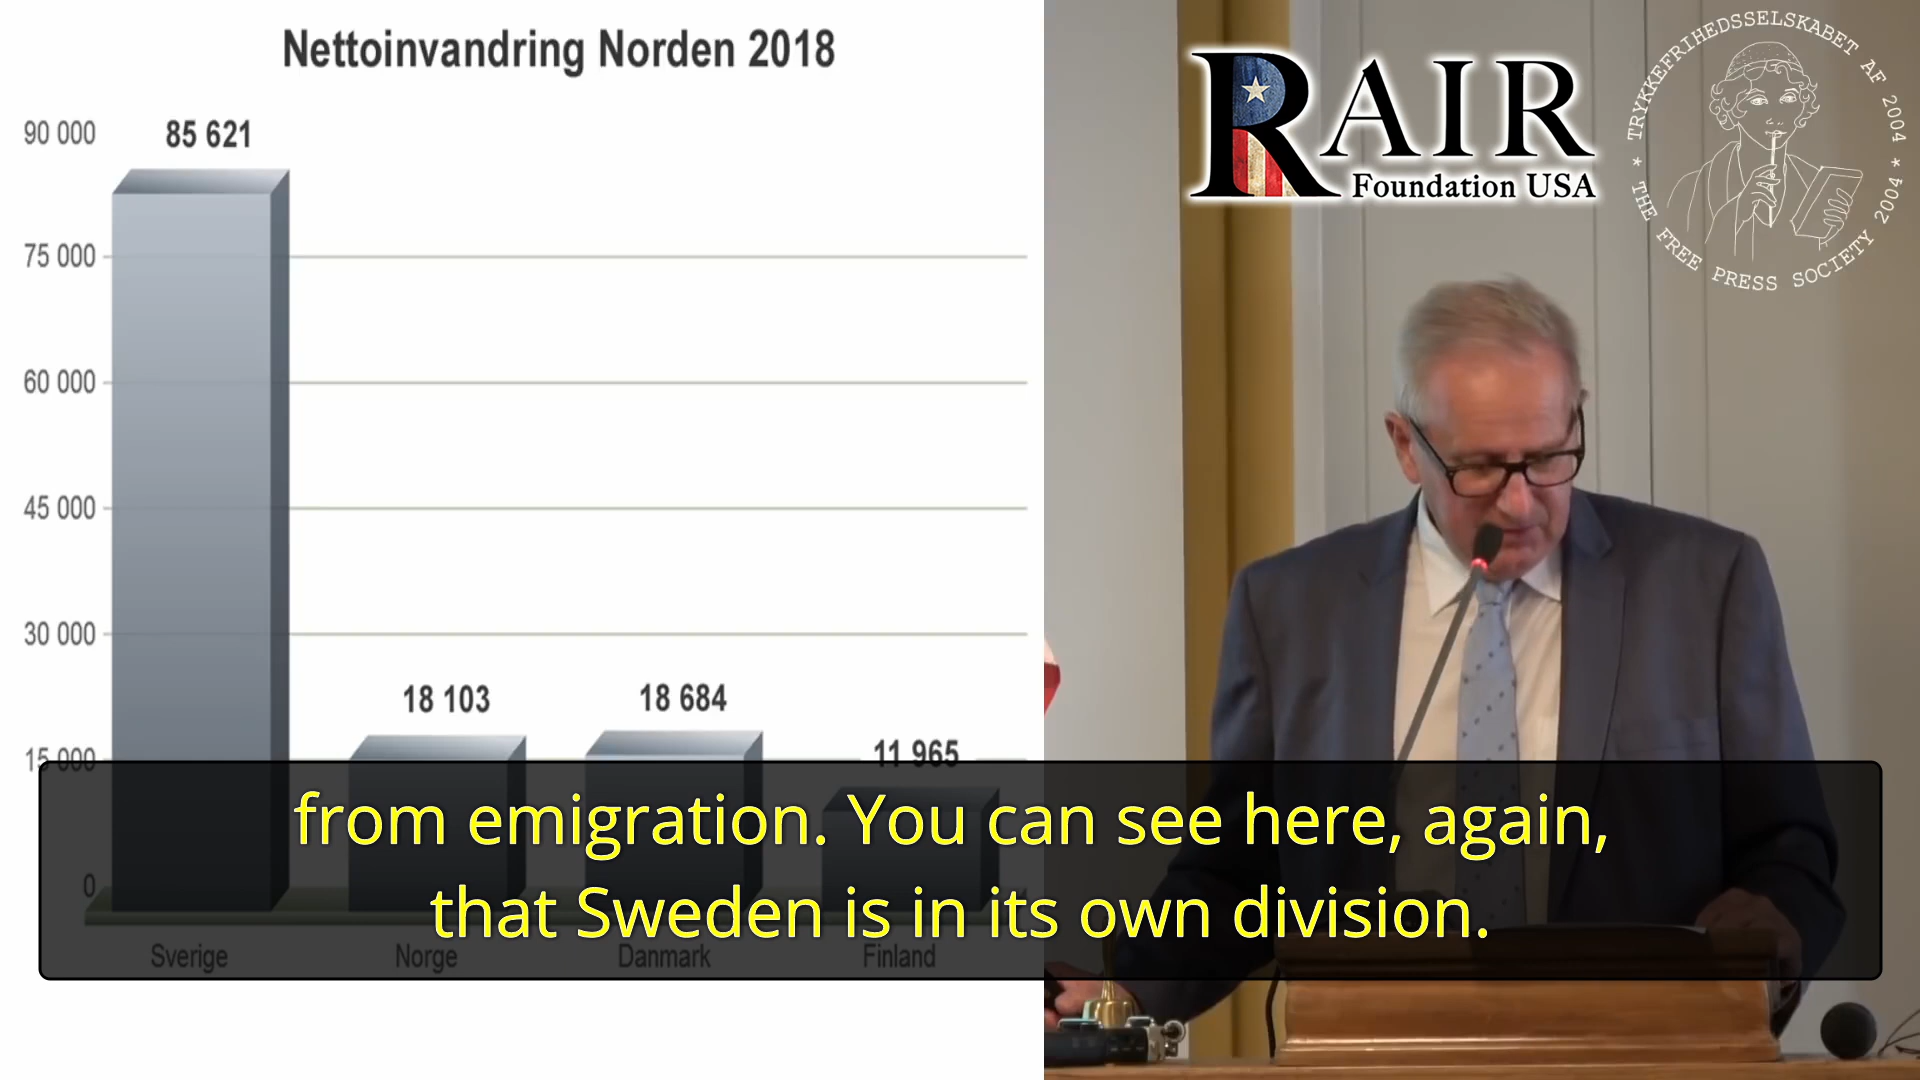 Nettoinvandring Norden 2018
90 000
75 000
60 000
45 000
30 000
15 000
0
85 621
18 103
18 684
11 965
Sverige
Norge
Danmark
Finland
RAIR
Foundation USA
TRYKKEFRIHEDSSELSKABET AF 2004
* THE FREE PRESS SOCIETY 2004 *
from emigration. You can see here, again,
that Sweden is in its own division.